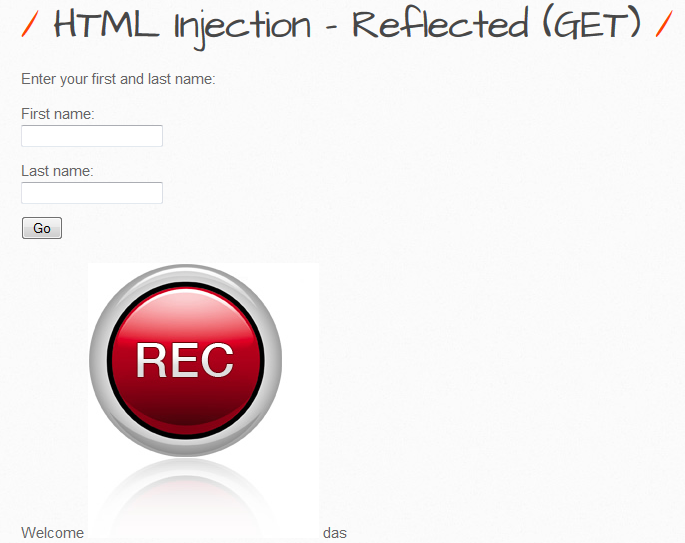 / HTML Injection - Reflected (GET) /
Enter your first and last name:
First name:
Last name:
Go
REC
Welcome das